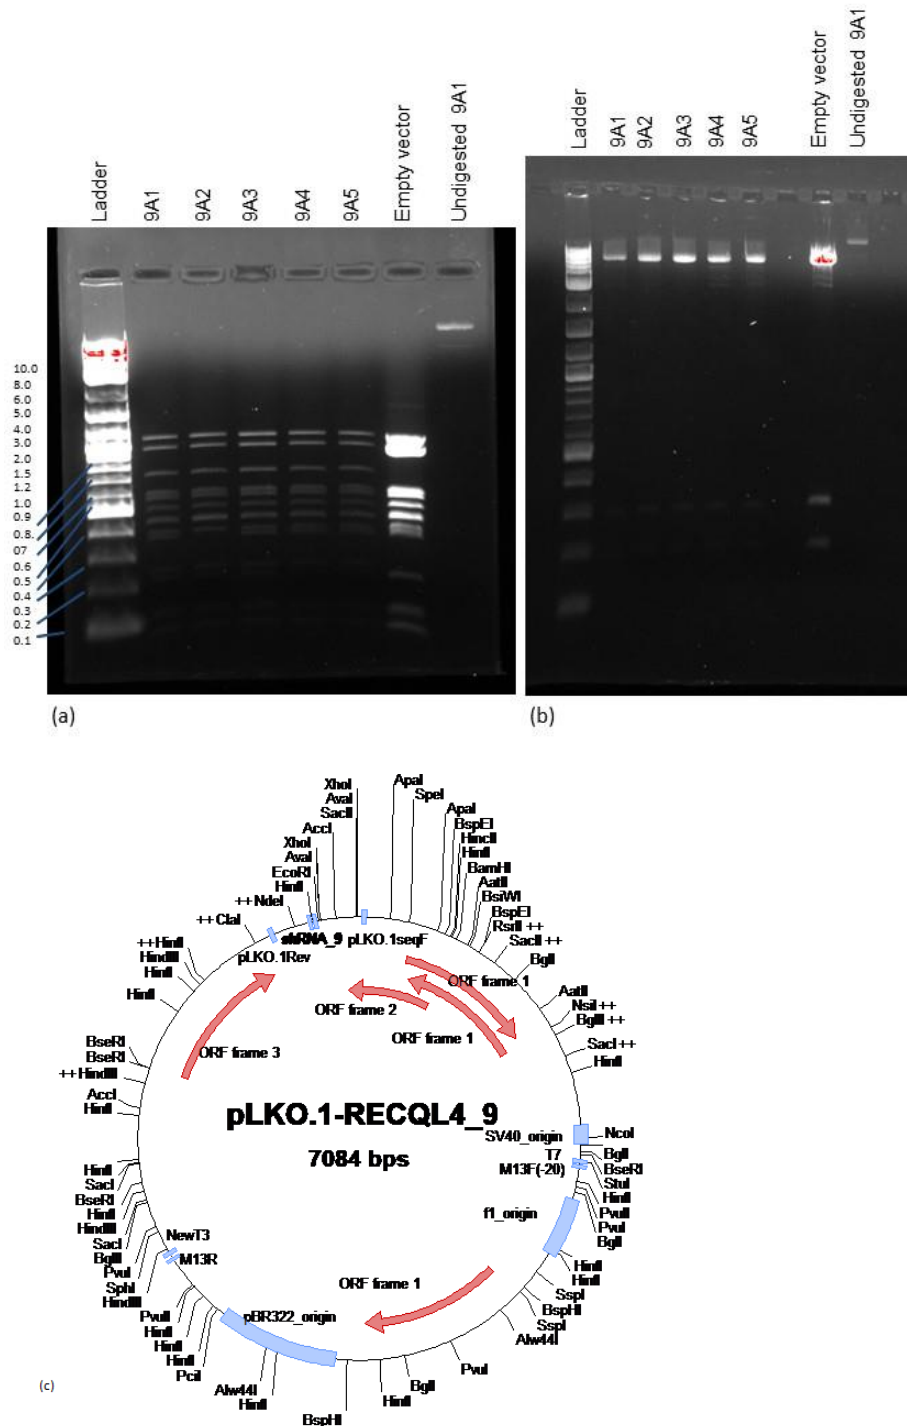 Ladder
9A1
9A2
9A3
9A4
9A5
Empty vector
Undigested 9A1
10.0
8.0
6.0
5.0
4.0
3.0
2.0
1.5
1.0
0.9
0.8.
07
0.6
0.5
0.4
0.3
0.2
0.1
(a)
Ladder
9A1
9A2
9A3
9A4
9A5
Empty vector
Undigested 9A1
(b)
XhoI
AvaI
SacII
AccI
XhoI
AvaI
EcoRI
HinfI
++ NdeI
++ ClaI
++ HinfI
HindIII
HinfI
HinfI
BseRI
BseRI
++ HindIII
AccI
HinfI
HinfI
SacI
BseRI
HinfI
HindIII
SacI
BglII
PvuI
SphI
HindIII
PvuII
HinfI
HinfI
HinfI
PciI
Alw44I
HinfI
BspHI
ApaI
SpeI
ApaI
BspEI
HincII
HinfI
BamHI
AatII
BsiWI
BspEI
RsrII ++
SacII ++
BglI
AatII
NsiI ++
BglII ++
SacI ++
HinfI
NcoI
BglI
BseRI
StuI
HinfI
PvuII
PvuI
BglI
HinfI
HinfI
SspI
BspHI
SspI
Alw44I
PvuI
BglI
HinfI
shRNA_9
pLKO.1seqF
pLKO.1Rev
ORF frame 1
ORF frame 2
ORF frame 1
ORF frame 3
pLKO.1-RECQL4_9
7084 bps
SV40_origin
T7
M13F(-20)
f1_origin
NewT3
M13R
ORF frame 1
pBR322_origin
(c)